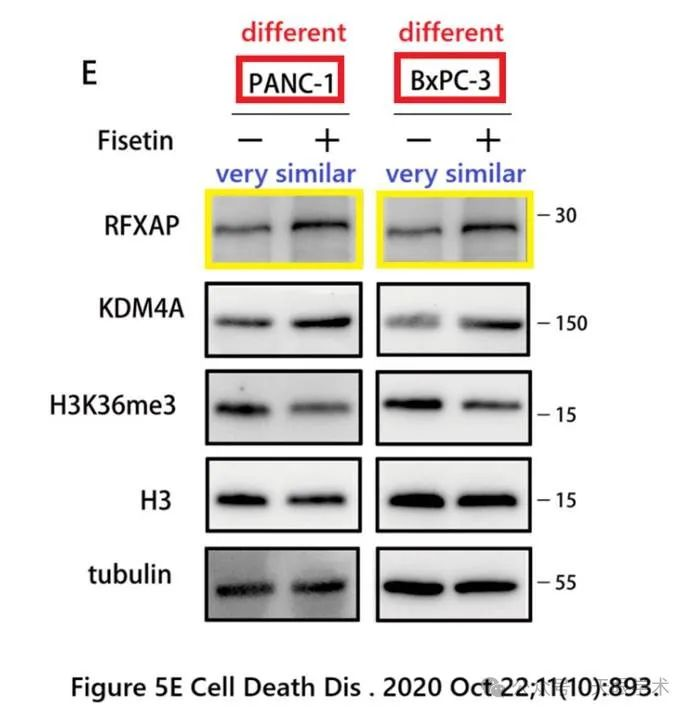 different different
E PANC-1 BxPC-3
Fisetin − + − +
very similar very similar
RFXAP 30
KDM4A 150
H3K36me3 15
H3 15
tubulin 55
Figure 5E Cell Death Dis . 2020 Oct 22;11(10):893.